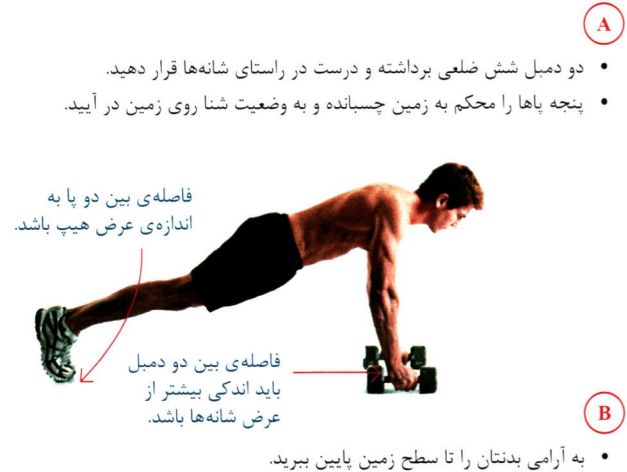 A
• دو دمبل شش ضلعی برداشته و درست در راستای شانه‌ها قرار دهید.
• پنجه پاها را محکم به زمین چسبانده و به وضعیت شنا روی زمین در آیید.
فاصله‌ی بین دو پا به
اندازه‌ی عرض هیپ باشد.
فاصله‌ی بین دو دمبل
باید اندکی بیشتر از
عرض شانه‌ها باشد.
B
• به آرامی بدنتان را تا سطح زمین پایین ببرید.